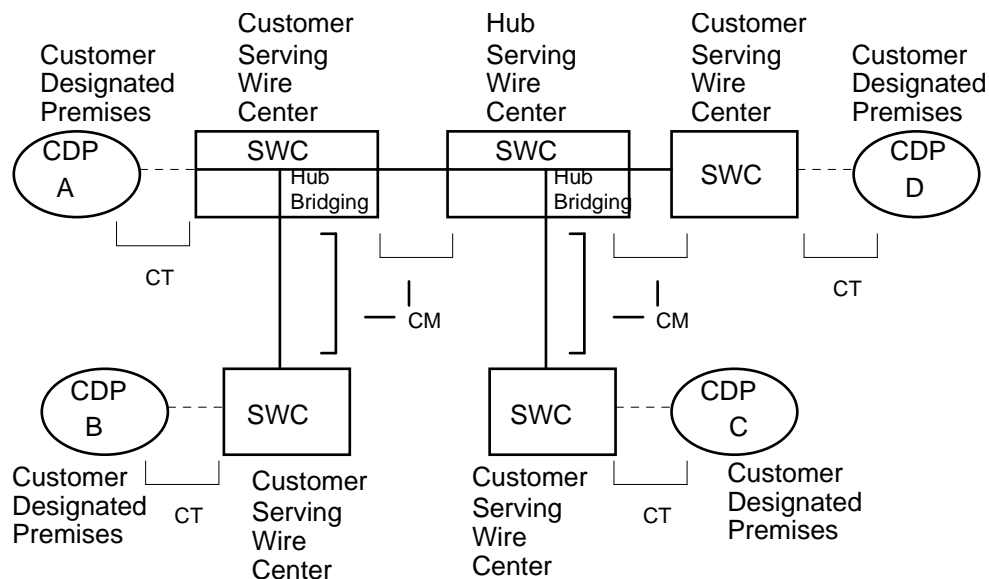 Customer
Serving
Wire
Center
Hub
Serving
Wire
Center
Customer
Serving
Wire
Center
Customer
Designated
Premises
Customer
Designated
Premises
CDP
A
SWC
Hub
Bridging
SWC
Hub
Bridging
SWC
CDP
D
CT
CM
CM
CT
CDP
B
SWC
SWC
CDP
C
Customer
Designated
Premises
CT
Customer
Serving
Wire
Center
Customer
Serving
Wire
Center
CT
Customer
Designated
Premises